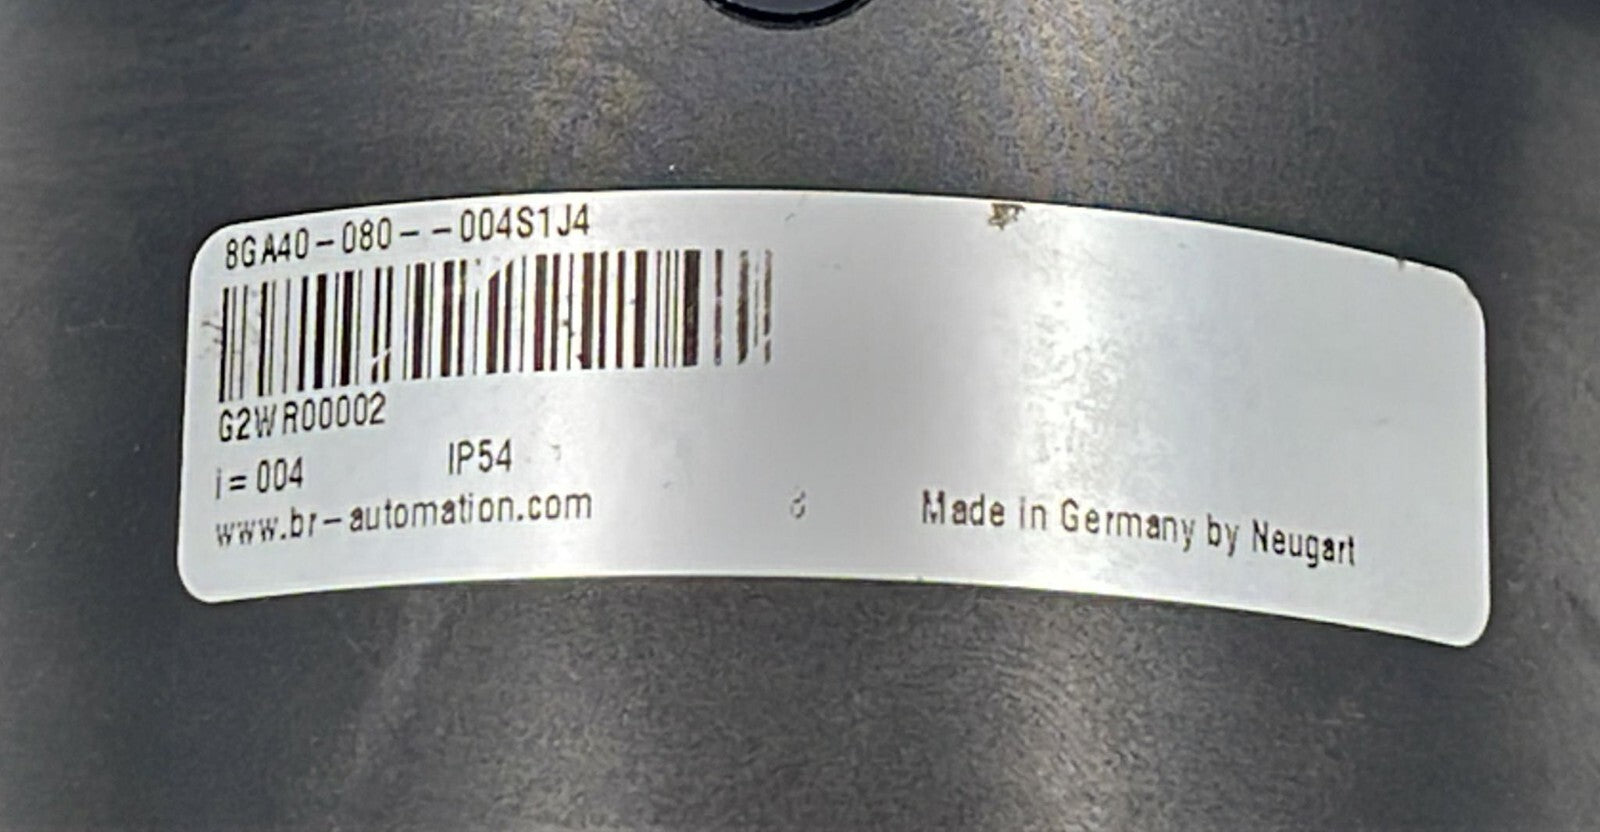 8GA40-080--004S1J4
G2WR00002
i=004 IP54
www.br-automation.com
Made in Germany by Neugart